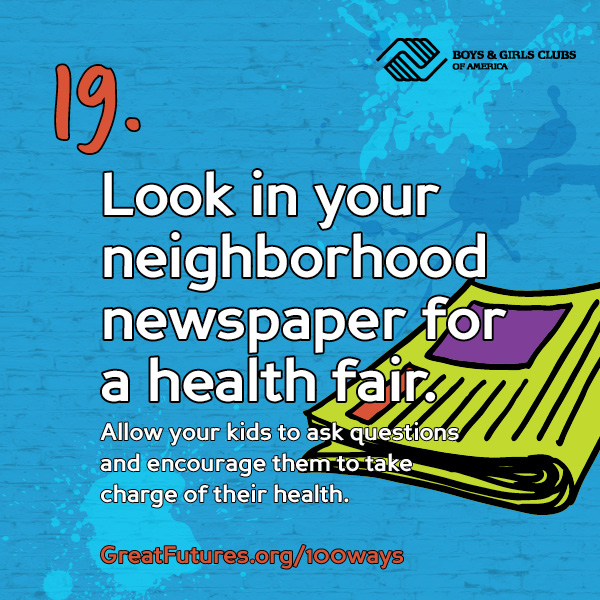 BOYS & GIRLS CLUBS
OF AMERICA
19.
Look in your
neighborhood
newspaper for
a health fair.
Allow your kids to ask questions
and encourage them to take
charge of their health.
GreatFutures.org/100ways